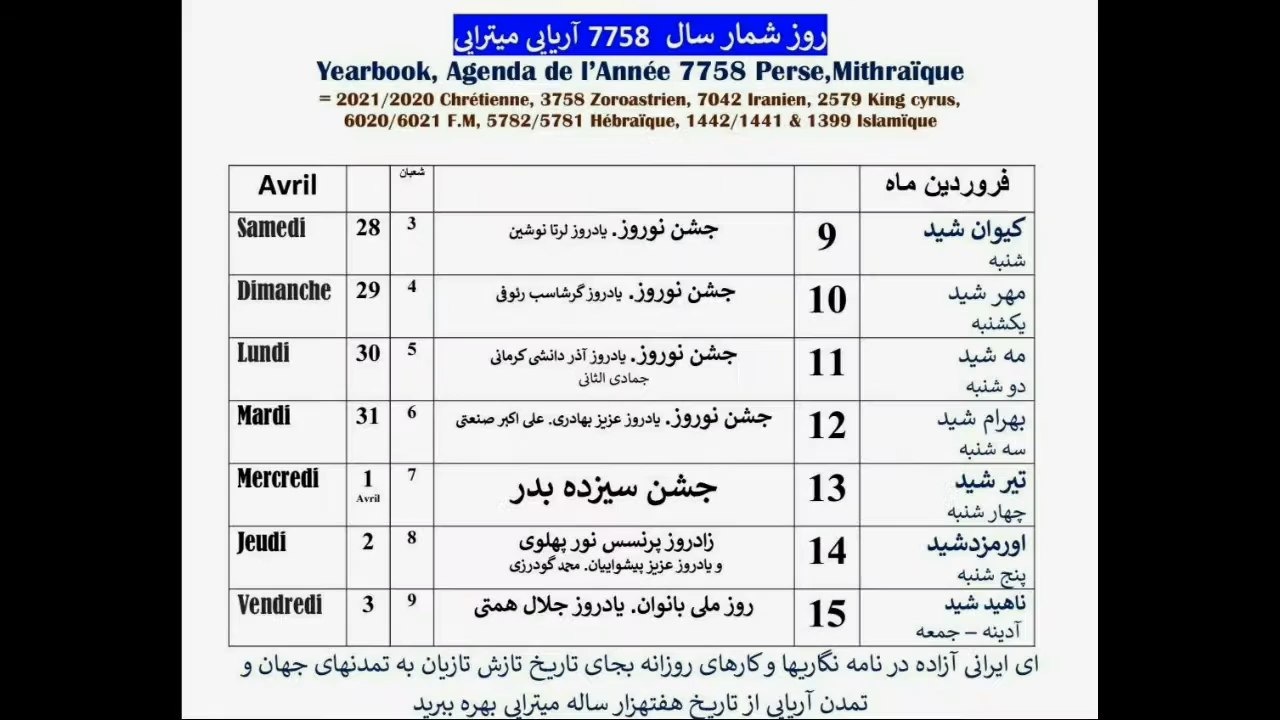 روز شمار سال 7758 آریایی میترایی
Yearbook, Agenda de l'Année 7758 Perse,Mithraïque
= 2021/2020 Chrétienne, 3758 Zoroastrien, 7042 Iranien, 2579 King cyrus,
6020/6021 F.M, 5782/5781 Hébraïque, 1442/1441 & 1399 Islamïque
Avril شعبان فروردین ماه
Samedi 28 3 جشن نوروز. یادروز لرتا نوشین 9 کیوان شید
شنبه
Dimanche 29 4 جشن نوروز. یادروز گرشاسب رئوفی 10 مهر شید
یکشنبه
Lundi 30 5 جشن نوروز. یادروز آذر دانشی کرمانی 11 مه شید
جمادی الثانی دو شنبه
Mardi 31 6 جشن نوروز. یادروز عزیز بهادری. علی اکبر صنعتی 12 بهرام شید
سه شنبه
Mercredi 1 7 جشن سیزده بدر 13 تیر شید
Avril چهار شنبه
Jeudi 2 8 زادروز پرنسس نور پهلوی 14 اورمزدشید
و یادروز عزیز پیشواییان. محمد گودرزی پنج شنبه
Vendredi 3 9 روز ملی بانوان. یادروز جلال همتی 15 ناهید شید
آدینه – جمعه
ای ایرانی آزاده در نامه نگاریها و کارهای روزانه بجای تاریخ تازش تازیان به تمدنهای جهان و
تمدن آریایی از تاریخ هفتهزار ساله میترایی بهره ببرید